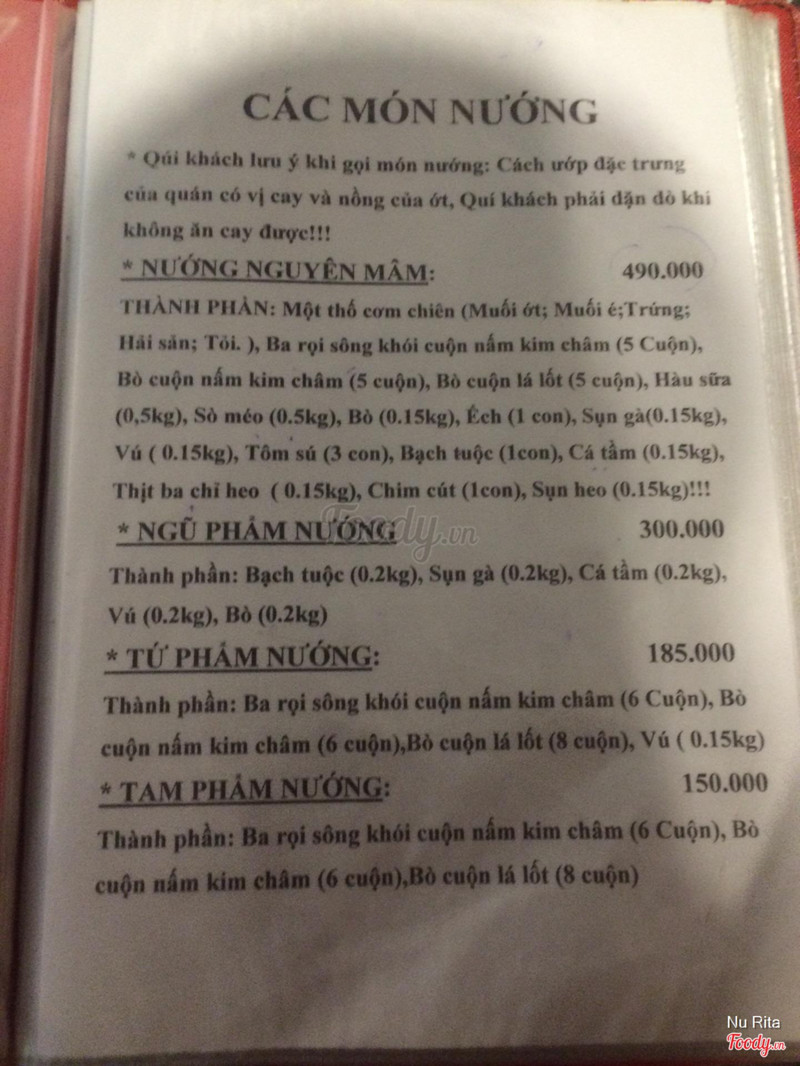 CÁC MÓN NƯỚNG
* Qúi khách lưu ý khi gọi món nướng: Cách ướp đặc trưng
của quán có vị cay và nồng của ớt, Quí khách phải dặn dò khi
không ăn cay được!!!
* NƯỚNG NGUYÊN MÂM: 490.000
THÀNH PHẦN: Một thố cơm chiên (Muối ớt; Muối é;Trứng;
Hải sản; Tỏi. ), Ba rọi sông khói cuộn nấm kim châm (5 Cuộn),
Bò cuộn nấm kim châm (5 cuộn), Bò cuộn lá lốt (5 cuộn), Hàu sữa
(0,5kg), Sò méo (0.5kg), Bò (0.15kg), Ếch (1 con), Sụn gà(0.15kg),
Vú ( 0.15kg), Tôm sú (3 con), Bạch tuộc (1con), Cá tầm (0.15kg),
Thịt ba chỉ heo ( 0.15kg), Chim cút (1con), Sụn heo (0.15kg)!!!
* NGŨ PHẨM NƯỚNG 300.000
Foody.vn
Thành phần: Bạch tuộc (0.2kg), Sụn gà (0.2kg), Cá tầm (0.2kg),
Vú (0.2kg), Bò (0.2kg)
* TỨ PHẨM NƯỚNG: 185.000
Thành phần: Ba rọi sông khói cuộn nấm kim châm (6 Cuộn), Bò
cuộn nấm kim châm (6 cuộn),Bò cuộn lá lốt (8 cuộn), Vú ( 0.15kg)
* TAM PHẨM NƯỚNG: 150.000
Thành phần: Ba rọi sông khói cuộn nấm kim châm (6 Cuộn), Bò
cuộn nấm kim châm (6 cuộn),Bò cuộn lá lốt (8 cuộn)
Nu Rita
Foody.vn